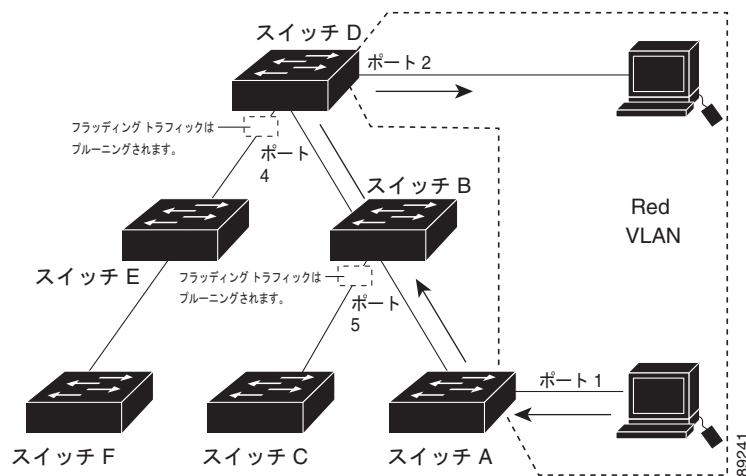 スイッチ D
ポート 2
フラッディング トラフィックは
プルーニングされます。
ポート
4
スイッチ B
Red
VLAN
スイッチ E
フラッディング トラフィックは
プルーニングされます。
ポート
5
ポート 1
スイッチ F
スイッチ C
スイッチ A
89241